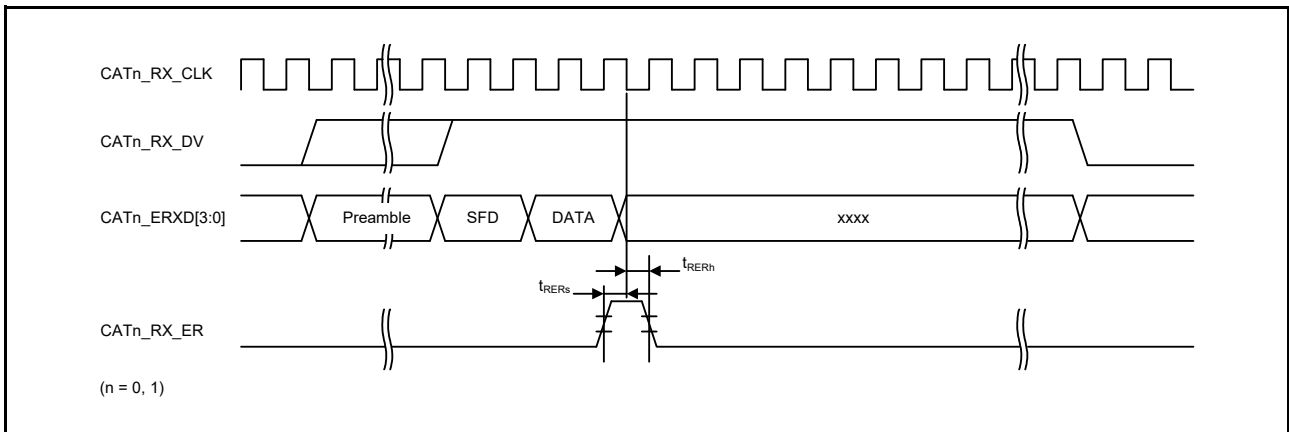 CATn_RX_CLK
CATn_RX_DV
CATn_ERXD[3:0]
Preamble
SFD
DATA
xxxx
tRERh
tRERs
CATn_RX_ER
(n = 0, 1)